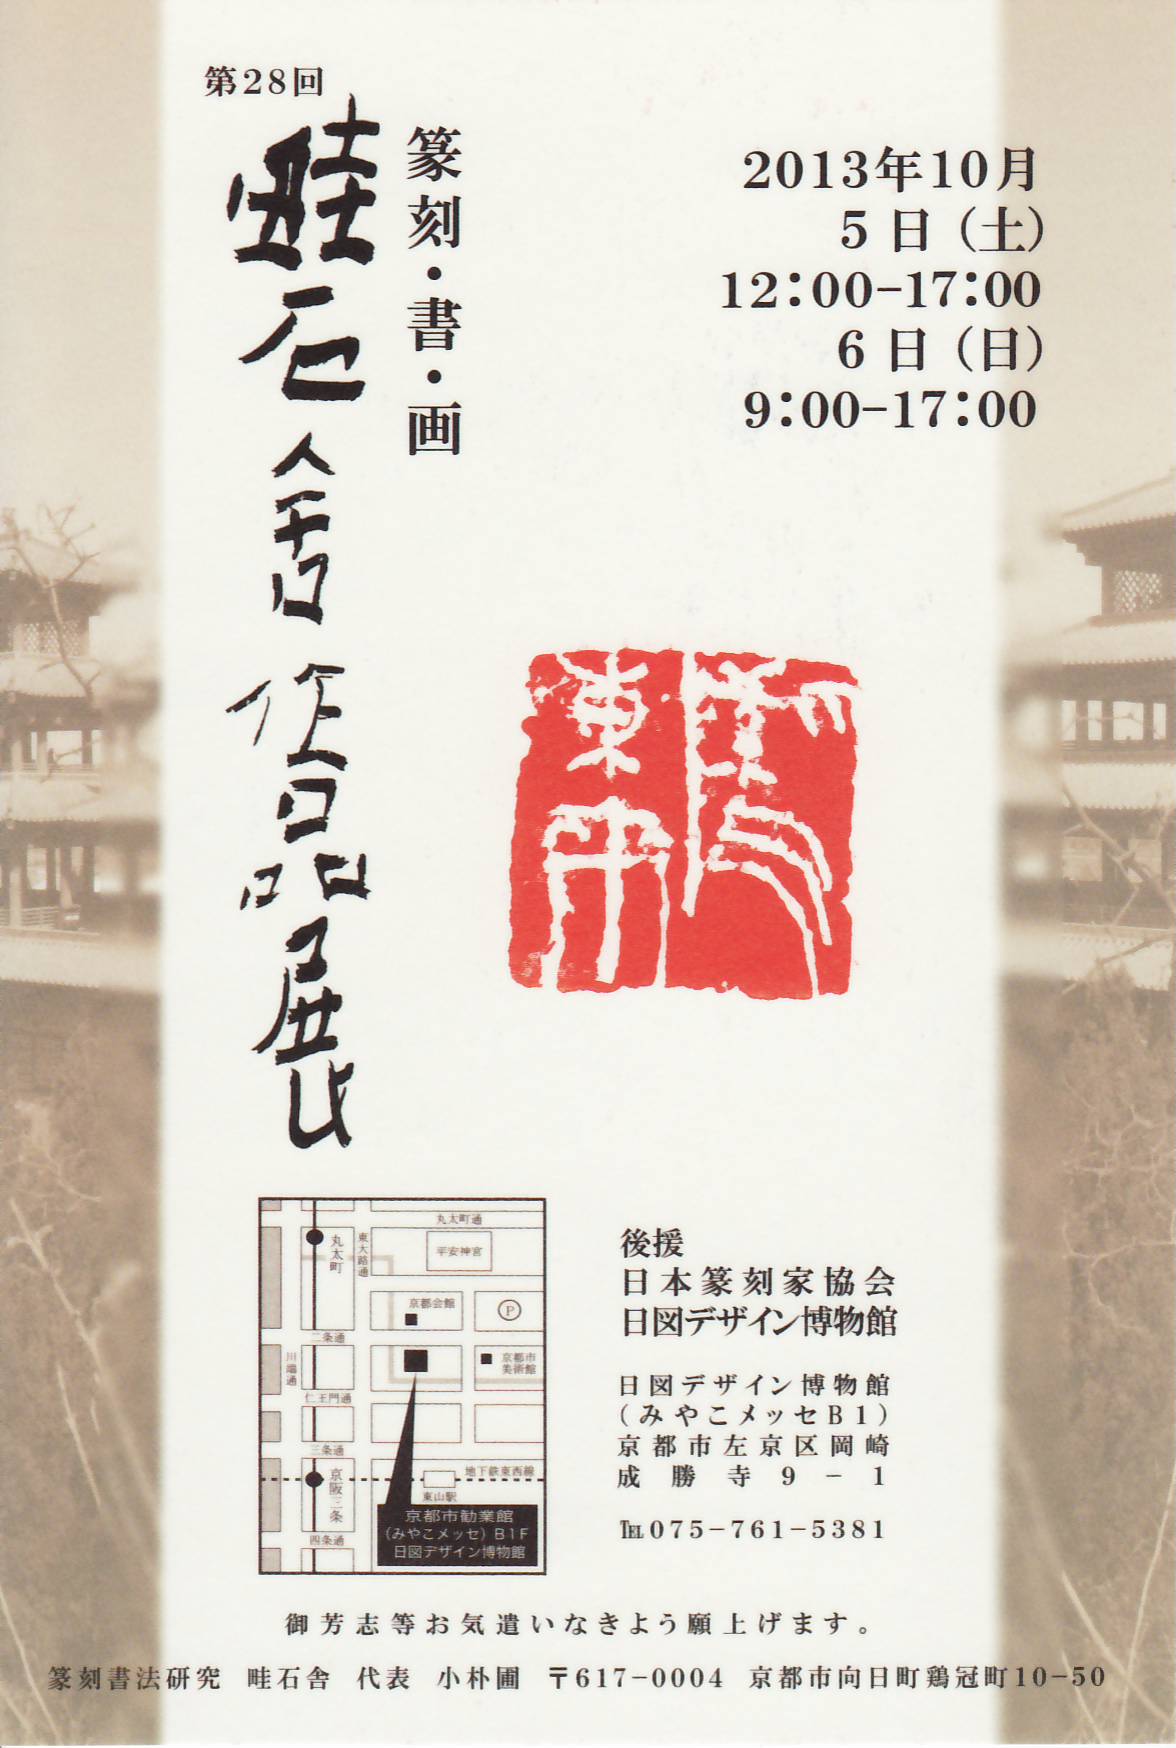 第28回
篆刻・書・画
畦石舎作品展
2013年10月
5日(土)
12:00-17:00
6日(日)
9:00-17:00
丸太町通
丸太町
東大路通
平安神宮
京都会館
P
二条通
川端通
京都市
美術館
仁王門通
三条通
地下鉄東西線
京阪三条
東山駅
四条通
京都市勧業館
(みやこメッセ)B1F
日図デザイン博物館
後援
日本篆刻家協会
日図デザイン博物館
日図デザイン博物館
(みやこメッセB1)
京都市左京区岡崎
成勝寺9-1
℡075-761-5381
御芳志等お気遣いなきよう願上げます。
篆刻書法研究 畦石舎 代表 小朴圃 〒617-0004 京都市向日町鶏冠町10-50